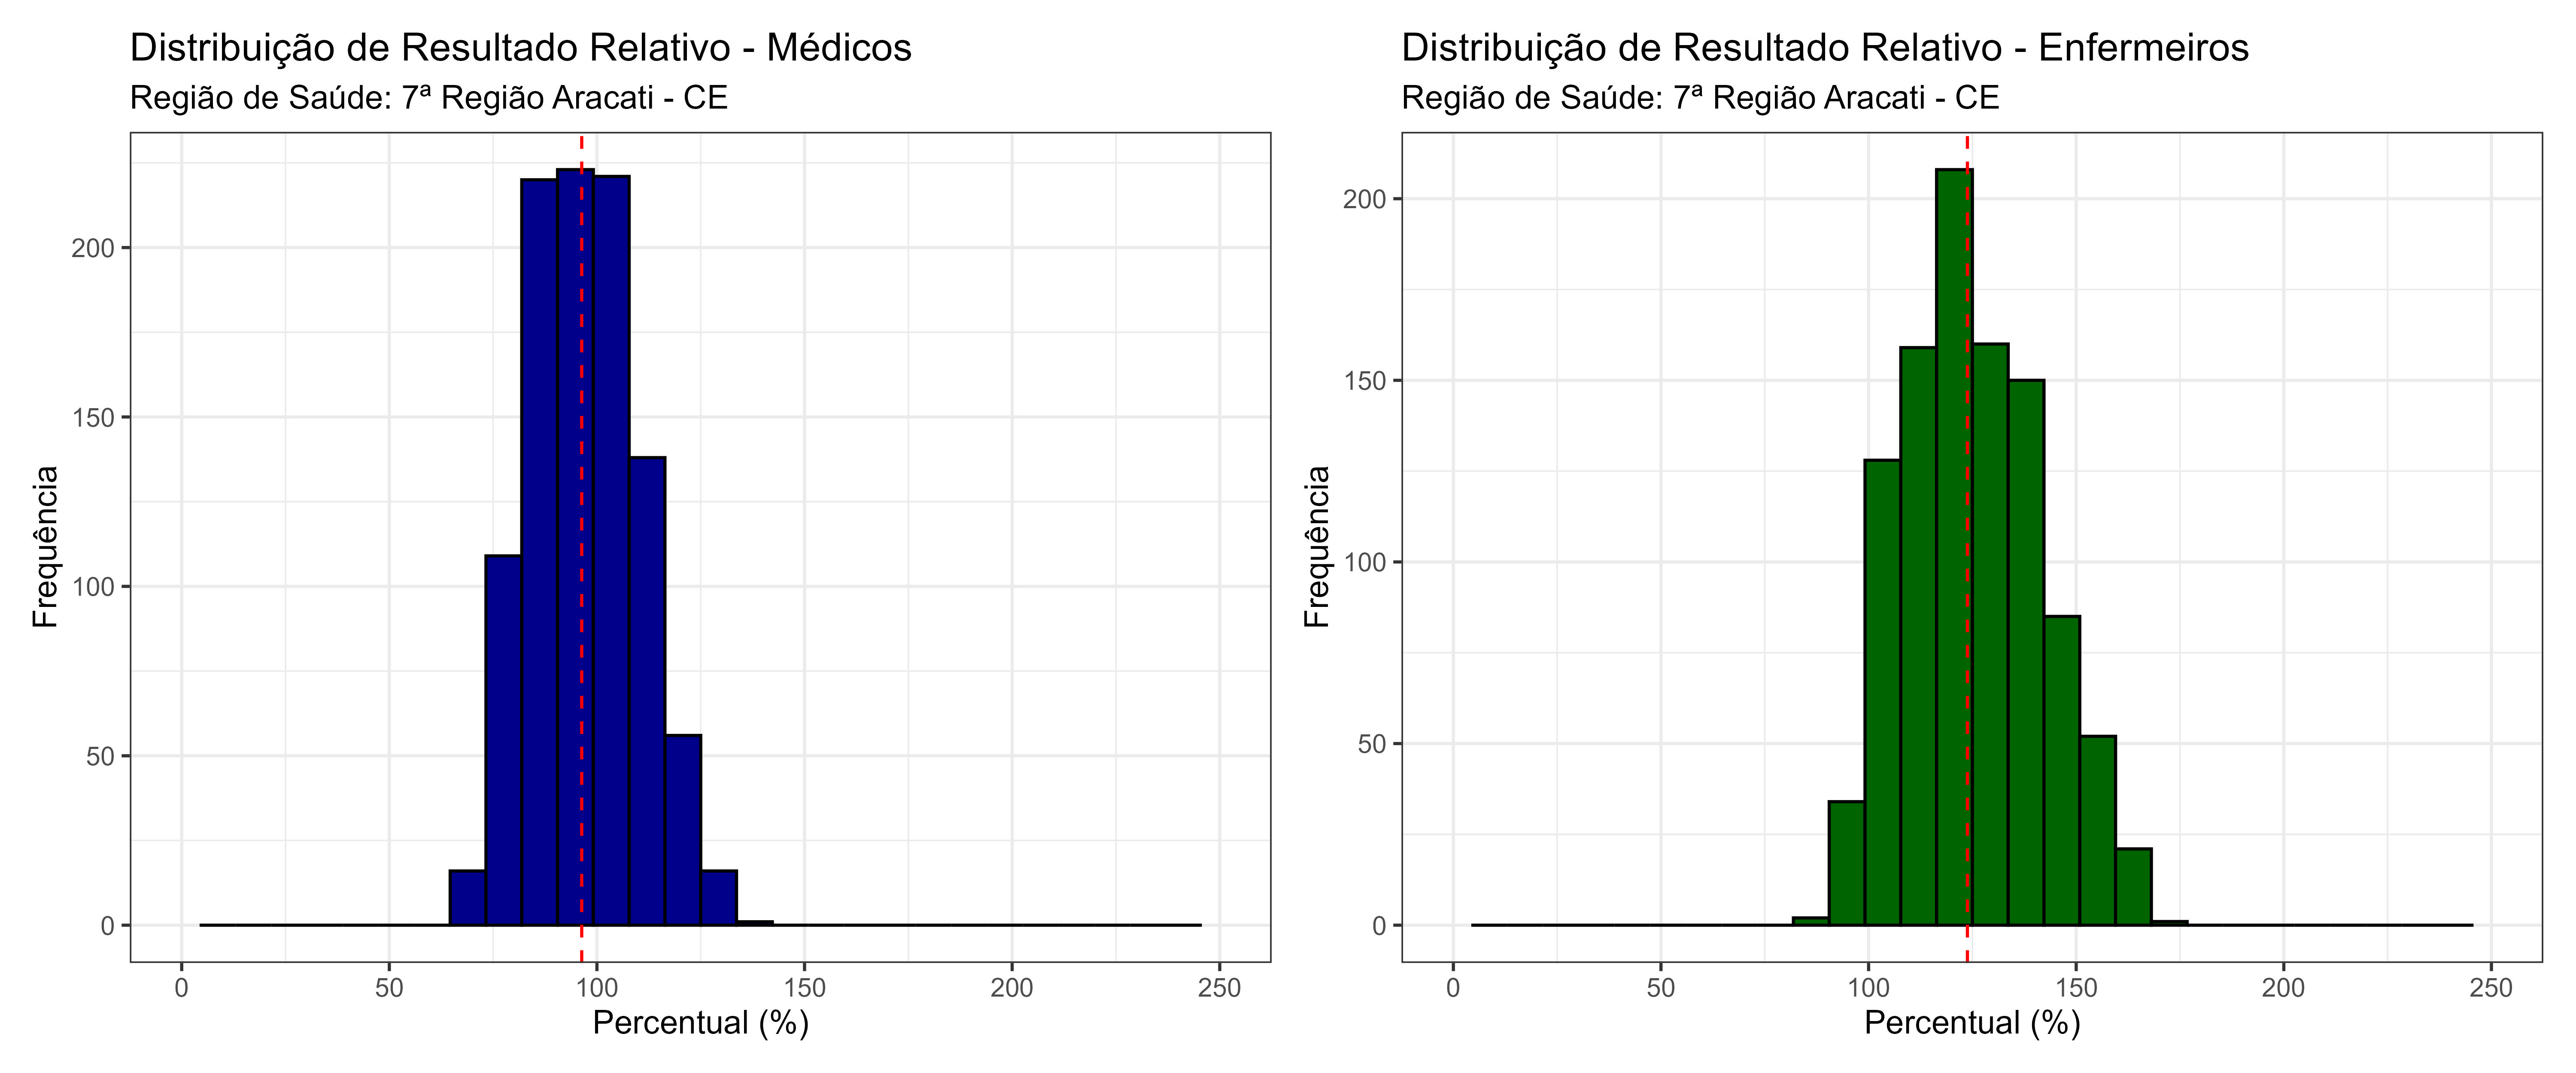 Distribuição de Resultado Relativo - Médicos
Região de Saúde: 7ª Região Aracati - CE
Frequência
200
150
100
50
0
0 50 100 150 200 250
Percentual (%)
Distribuição de Resultado Relativo - Enfermeiros
Região de Saúde: 7ª Região Aracati - CE
Frequência
200
150
100
50
0
0 50 100 150 200 250
Percentual (%)